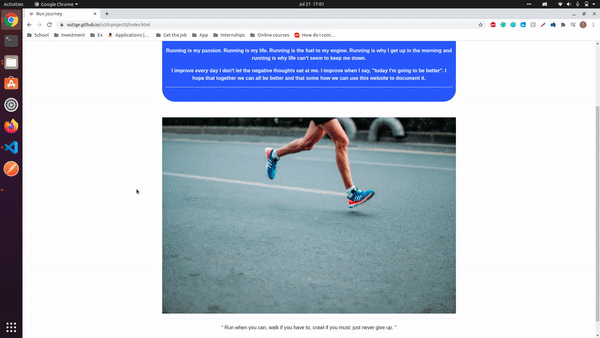 Activities
Google Chrome
Jul 21 17:01
Run journey
outige.github.io/cs50-project0/index.html
School
Investment
Ex
Applications |...
Get the job
App
Internships
Online courses
How do I com...
Running is my passion. Running is my life. Running is the fuel to my engine. Running is why I get up in the morning and
running is why life can't seem to keep me down.
I improve every day I don't let the negative thoughts eat at me. I improve when I say, "today I'm going to be better". I
hope that together we can all be better and that some how we can use this website to document it.
" Run when you can, walk if you have to, crawl if you must; just never give up. "